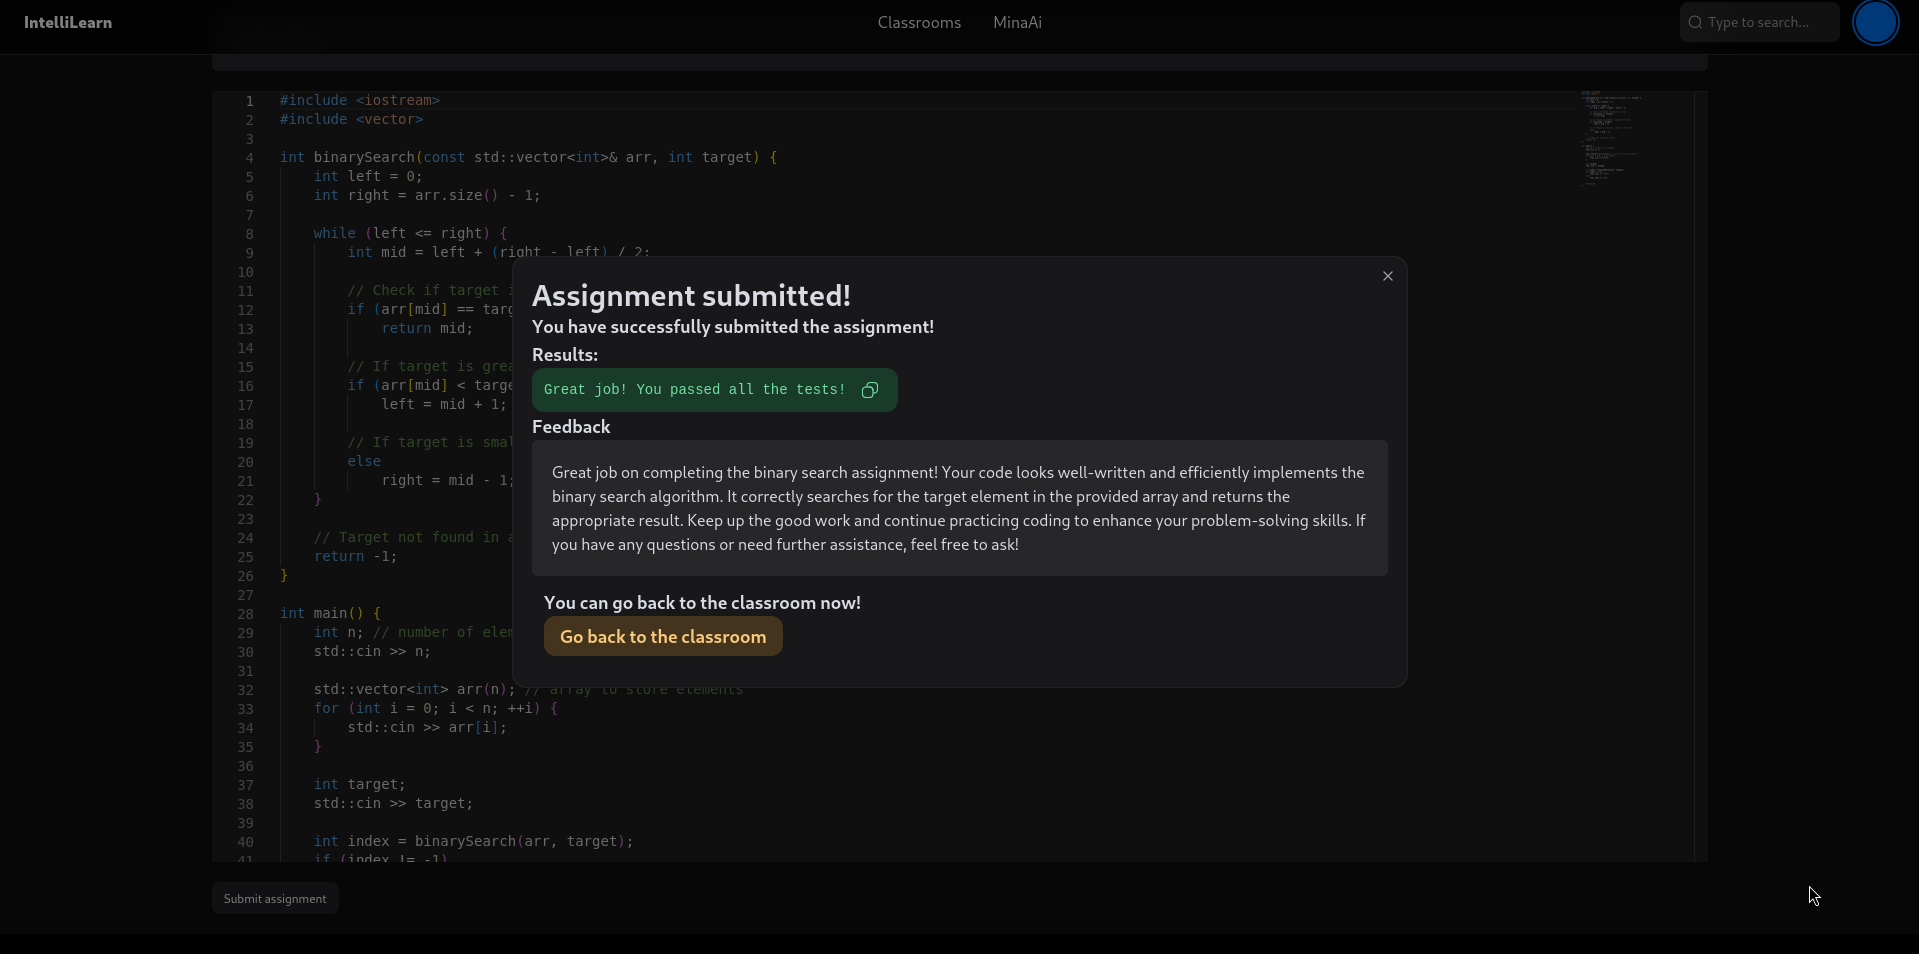 IntelliLearn
Classrooms MinaAi
Type to search...
1 #include <iostream>
2 #include <vector>
3
4 int binarySearch(const std::vector<int>& arr, int target) {
5 int left = 0;
6 int right = arr.size() - 1;
7
8 while (left <= right) {
9 int mid = left + (right - left) / 2;
10
11 // Check if target i
12 if (arr[mid] == targ
13 return mid;
14
15 // If target is grea
16 if (arr[mid] < targe
17 left = mid + 1;
18
19 // If target is smal
20 else
21 right = mid - 1;
22 }
23
24 // Target not found in a
25 return -1;
26 }
27
28 int main() {
29 int n; // number of elem
30 std::cin >> n;
31
32 std::vector<int> arr(n); // array to store elements
33 for (int i = 0; i < n; ++i) {
34 std::cin >> arr[i];
35 }
36
37 int target;
38 std::cin >> target;
39
40 int index = binarySearch(arr, target);
41 if (index != -1)
Assignment submitted!
You have successfully submitted the assignment!
Results:
Great job! You passed all the tests!
Feedback
Great job on completing the binary search assignment! Your code looks well-written and efficiently implements the
binary search algorithm. It correctly searches for the target element in the provided array and returns the
appropriate result. Keep up the good work and continue practicing coding to enhance your problem-solving skills. If
you have any questions or need further assistance, feel free to ask!
You can go back to the classroom now!
Go back to the classroom
Submit assignment